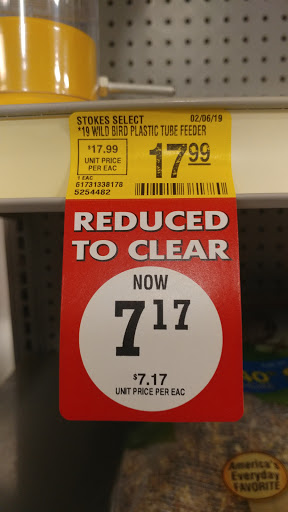 STOKES SELECT 02/06/19
*19 WILD BIRD PLASTIC TUBE FEEDER
$17.99
UNIT PRICE
PER EAC
17.99
1 EAC
61731338178
5254482
REDUCED
TO CLEAR
NOW
7 17
$7.17
UNIT PRICE PER EAC
America's
Everyday
FAVORITE